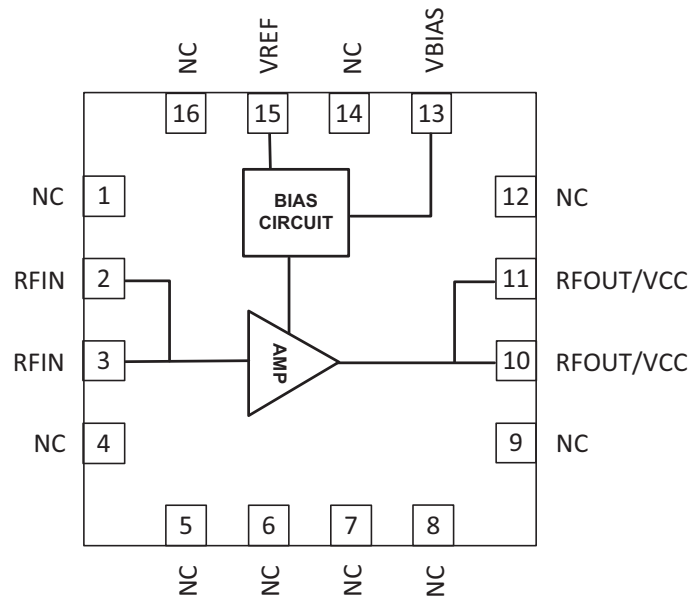 NC
VREF
NC
VBIAS
16
15
14
13
NC
1
12
NC
BIAS
CIRCUIT
RFIN
2
11
RFOUT/VCC
AMP
RFIN
3
10
RFOUT/VCC
NC
4
9
NC
5
6
7
8
NC
NC
NC
NC